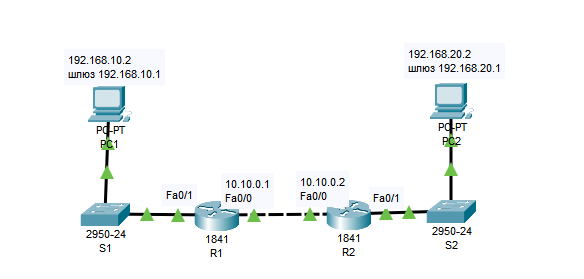 192.168.10.2
шлюз 192.168.10.1
PC-PT
PC1
192.168.20.2
шлюз 192.168.20.1
PC-PT
PC2
Fa0/1
10.10.0.1
Fa0/0
10.10.0.2
Fa0/0
Fa0/1
2950-24
S1
1841
R1
1841
R2
2950-24
S2